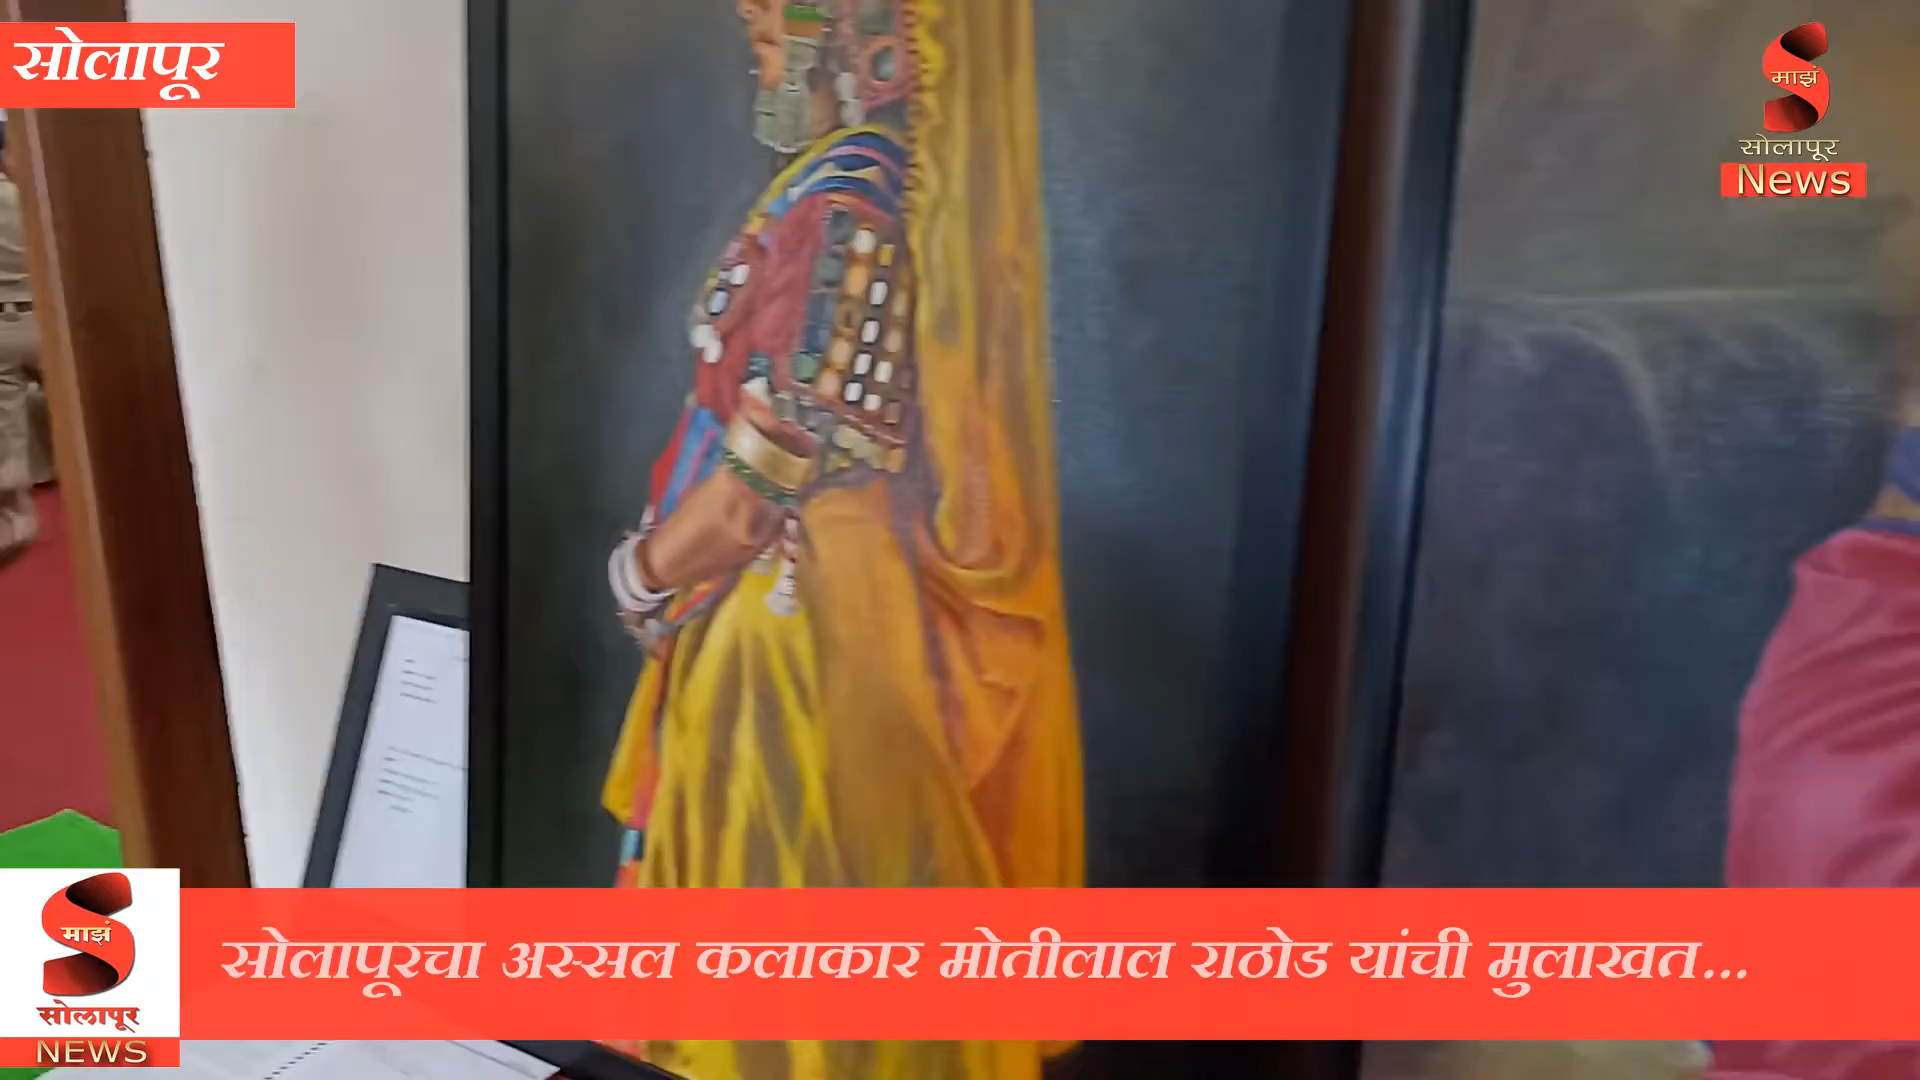 सोलापूर
माझं
सोलापूर
News
सोलापूरचा अस्सल कलाकार मोतीलाल राठोड यांची मुलाखत...
माझं
सोलापूर
NEWS